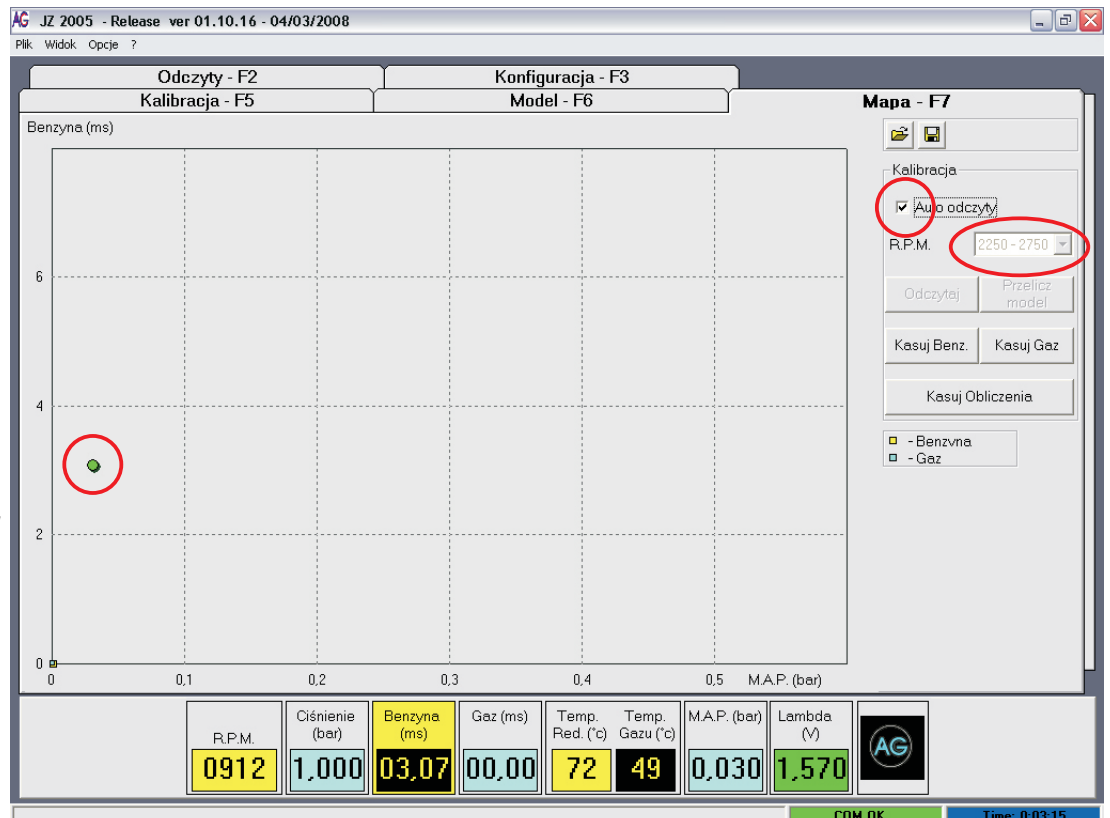 AG JZ 2005 - Release ver 01.10.16 - 04/03/2008
Plik Widok Opcje ?
Odczyty - F2 Konfiguracja - F3
Kalibracja - F5 Model - F6 Mapa - F7
Benzyna (ms)
Kalibracja
Auto odczyty
R.P.M. 2250 - 2750
6
Odczytaj Przelicz
model
Kasuj Benz. Kasuj Gaz
Kasuj Obliczenia
4
- Benzyna
- Gaz
2
0
0 0,1 0,2 0,3 0,4 0,5 M.A.P. (bar)
R.P.M.
0912
Ciśnienie
(bar)
1,000
Benzyna
(ms)
03,07
Gaz (ms)
00,00
Temp.
Red. (°c)
72
Temp.
Gazu (°c)
49
M.A.P. (bar)
0,030
Lambda
(V)
1,570
AG
COM OK Time: 0:03:15